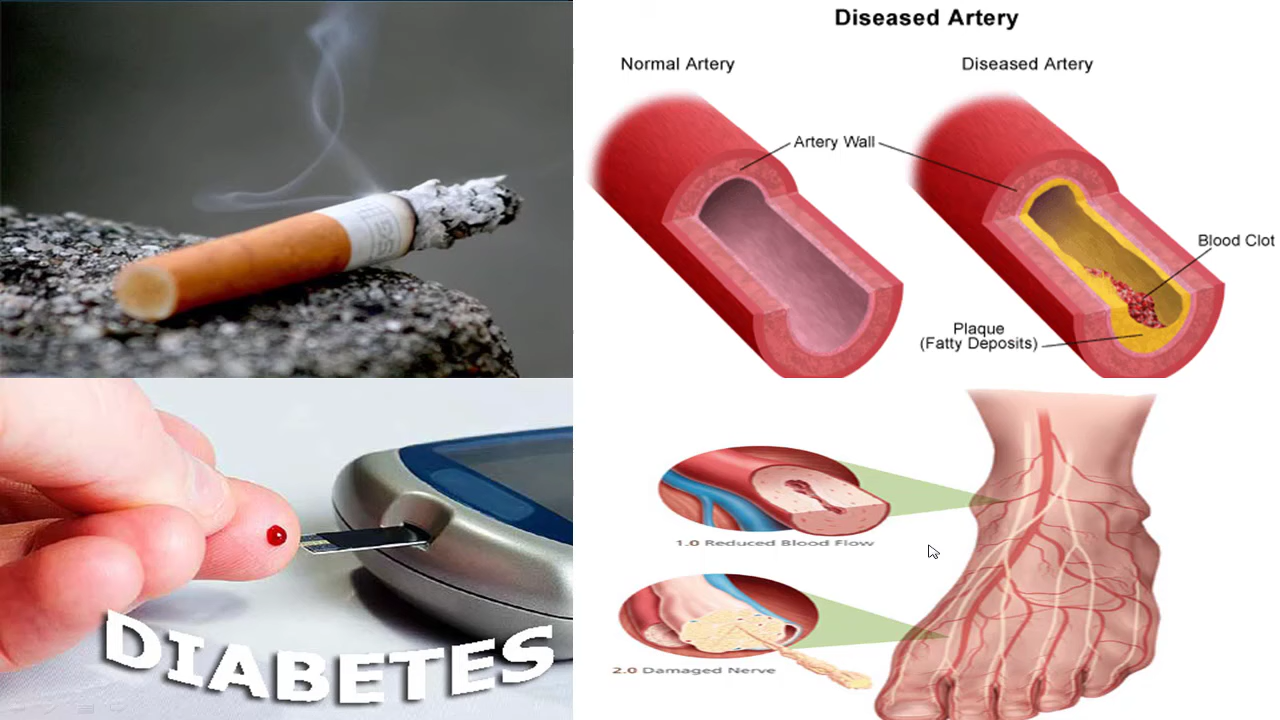 Diseased Artery
Normal Artery
Diseased Artery
Artery Wall
Blood Clot
Plaque
(Fatty Deposits)
DIABETES
1.0 Reduced Blood Flow
2.0 Damaged Nerve